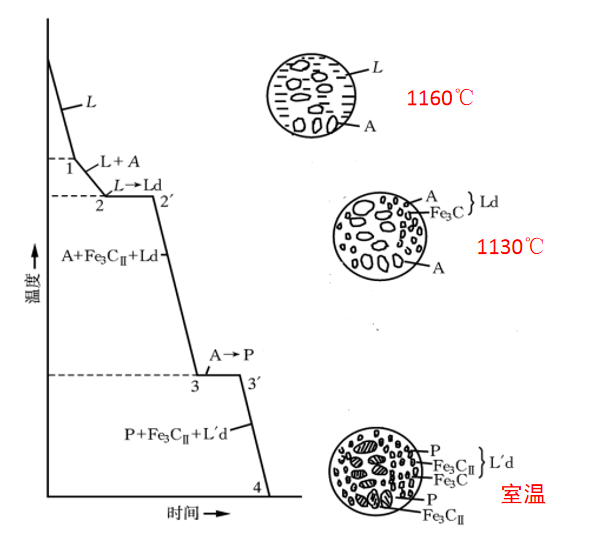 L
1
L+A
L→Ld
2
2′
A+Fe₃CⅡ+Ld
温度
A→P
3
3′
P+Fe₃CⅡ+L′d
4
时间
L
A
1160℃
A
Fe₃C
Ld
A
1130℃
P
Fe₃CⅡ
Fe₃C
L′d
P
Fe₃CⅡ
室温